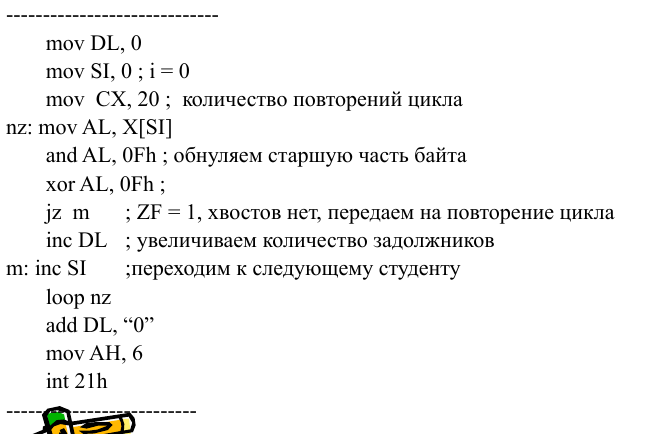 -----------------------------
mov DL, 0
mov SI, 0 ; i = 0
mov  CX, 20 ;  количество повторений цикла
nz: mov AL, X[SI]
and AL, 0Fh ; обнуляем старшую часть байта
xor AL, 0Fh ;
jz  m      ; ZF = 1, хвостов нет, передаем на повторение цикла
inc DL   ; увеличиваем количество задолжников
m: inc SI      ;переходим к следующему студенту
loop nz
add DL, “0”
mov AH, 6
int 21h
--------------------------